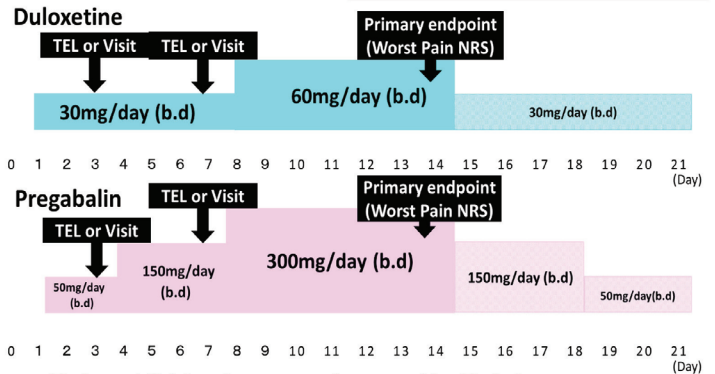 Duloxetine
TEL or Visit
TEL or Visit
Primary endpoint
(Worst Pain NRS)
30mg/day (b.d)
60mg/day (b.d)
30mg/day (b.d)
0 1 2 3 4 5 6 7 8 9 10 11 12 13 14 15 16 17 18 19 20 21
(Day)
Pregabalin
TEL or Visit
TEL or Visit
Primary endpoint
(Worst Pain NRS)
50mg/day
(b.d)
150mg/day
(b.d)
300mg/day (b.d)
150mg/day (b.d)
50mg/day(b.d)
0 1 2 3 4 5 6 7 8 9 10 11 12 13 14 15 16 17 18 19 20 21
(Day)